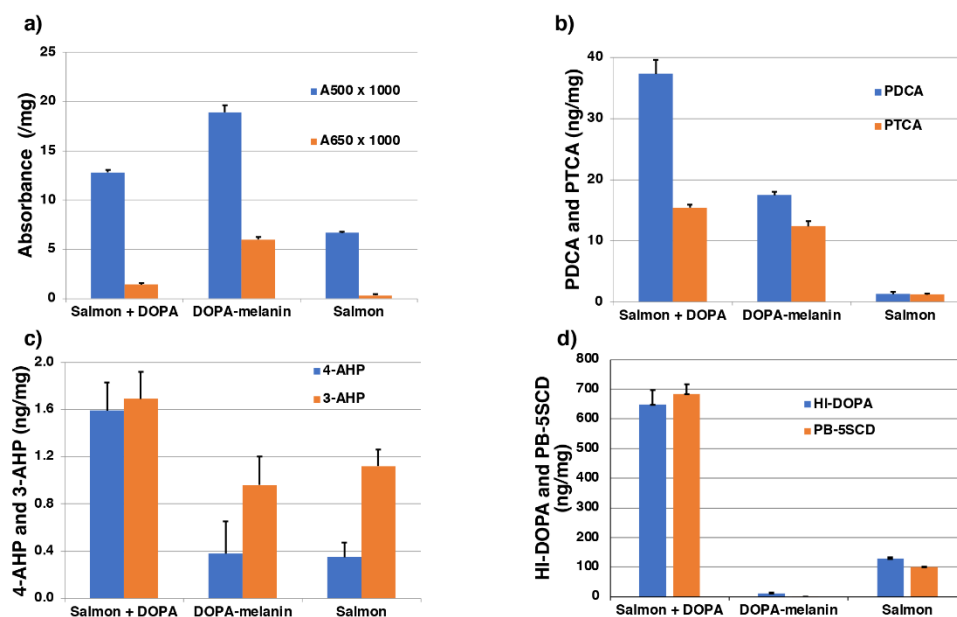 a)
Absorbance (/mg)
25
20
15
10
5
0
A500 x 1000
A650 x 1000
Salmon + DOPA
DOPA-melanin
Salmon
b)
PDCA and PTCA (ng/mg)
40
30
20
10
0
PDCA
PTCA
Salmon + DOPA
DOPA-melanin
Salmon
c)
4-AHP and 3-AHP (ng/mg)
2.0
1.6
1.2
0.8
0.4
0.0
4-AHP
3-AHP
Salmon + DOPA
DOPA-melanin
Salmon
d)
HI-DOPA and PB-5SCD
(ng/mg)
800
700
600
500
400
300
200
100
0
HI-DOPA
PB-5SCD
Salmon + DOPA
DOPA-melanin
Salmon